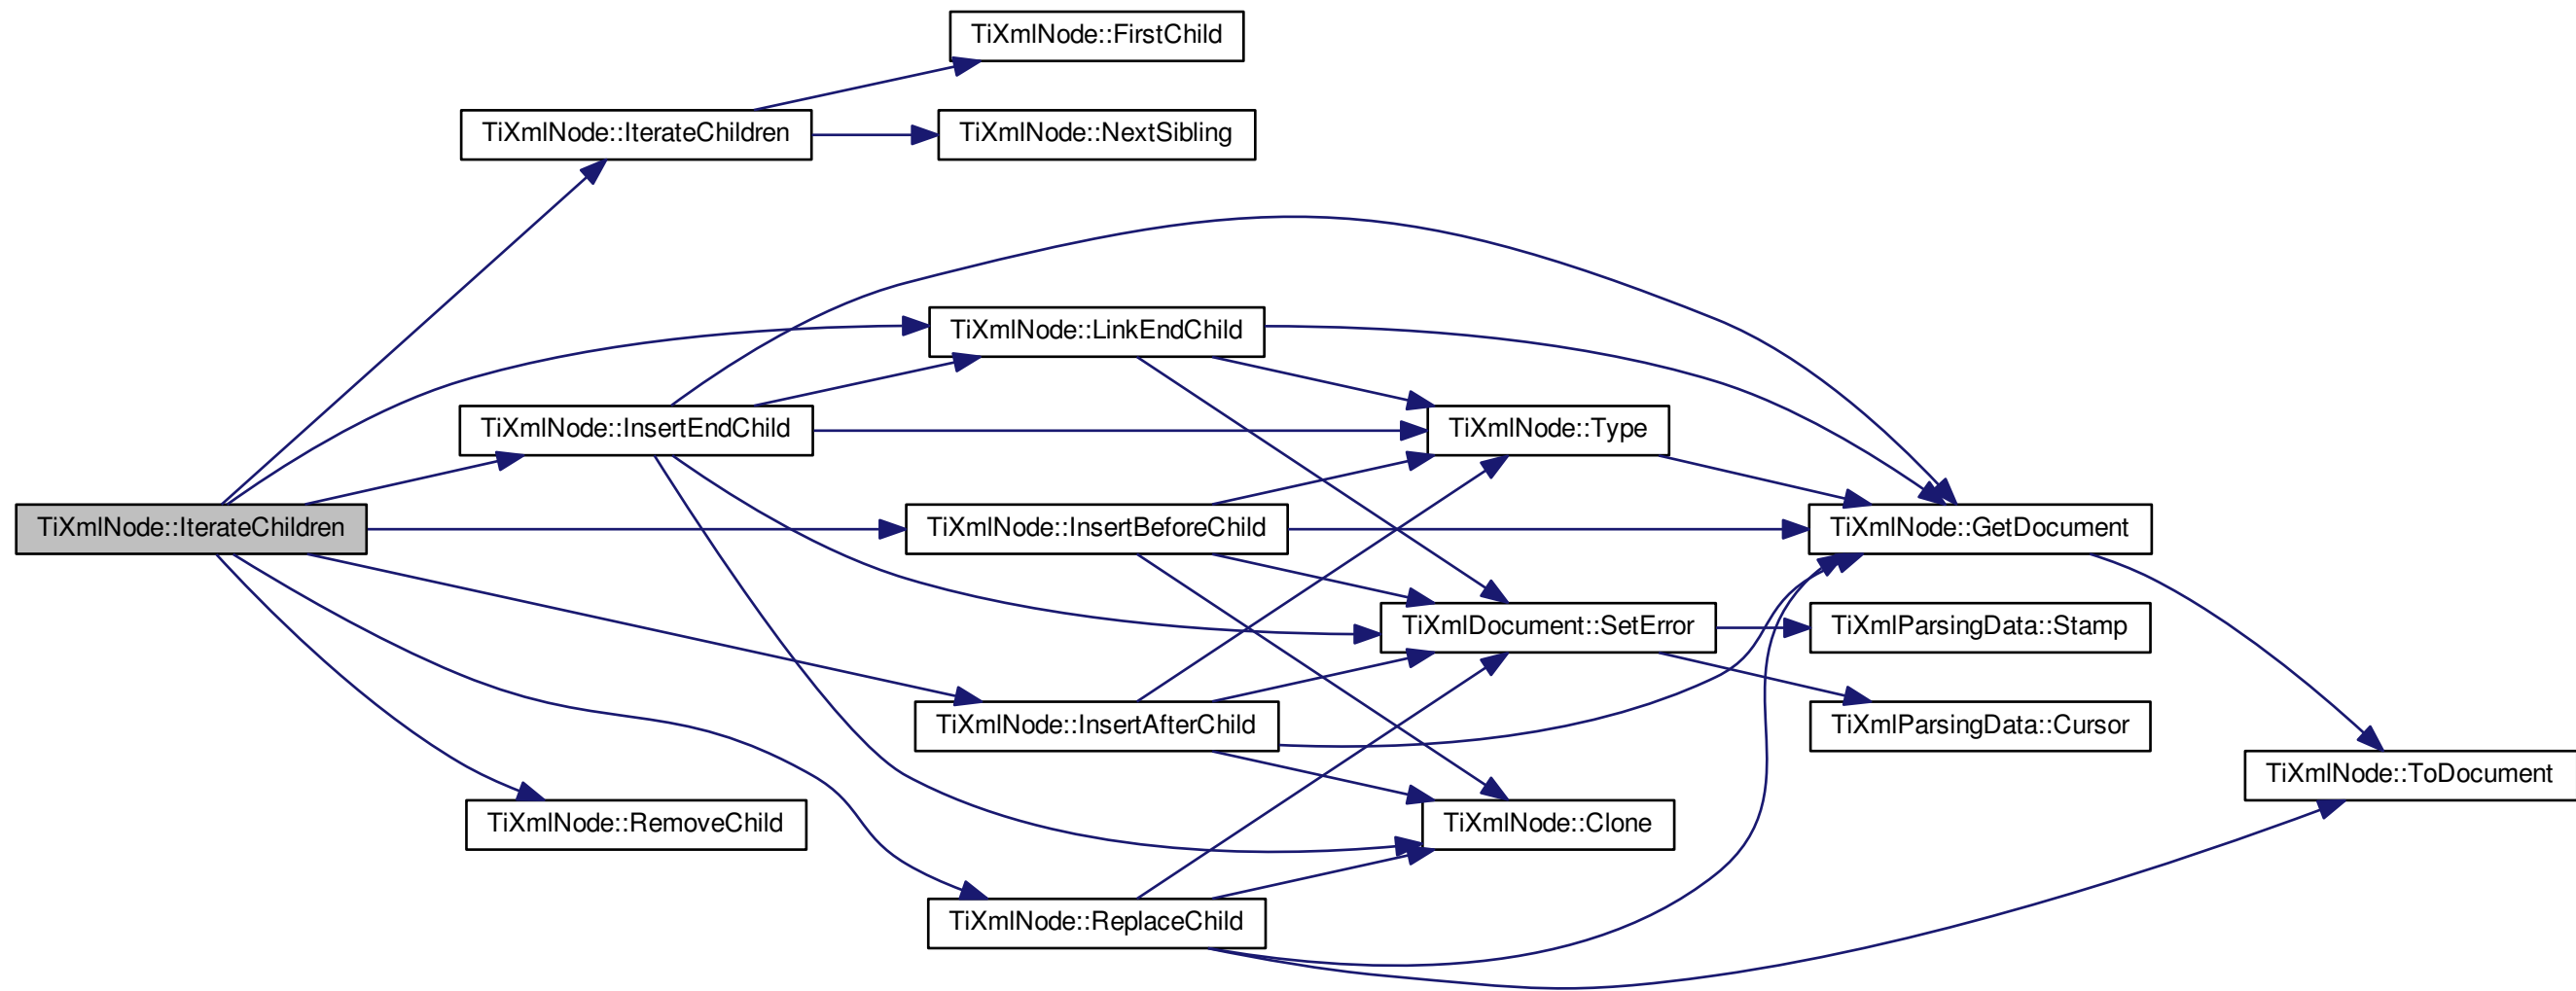 TiXmlNode::FirstChild
TiXmlNode::IterateChildren
TiXmlNode::NextSibling
TiXmlNode::LinkEndChild
TiXmlNode::InsertEndChild
TiXmlNode::Type
TiXmlNode::IterateChildren
TiXmlNode::InsertBeforeChild
TiXmlNode::GetDocument
TiXmlDocument::SetError
TiXmlParsingData::Stamp
TiXmlNode::InsertAfterChild
TiXmlParsingData::Cursor
TiXmlNode::ToDocument
TiXmlNode::RemoveChild
TiXmlNode::Clone
TiXmlNode::ReplaceChild